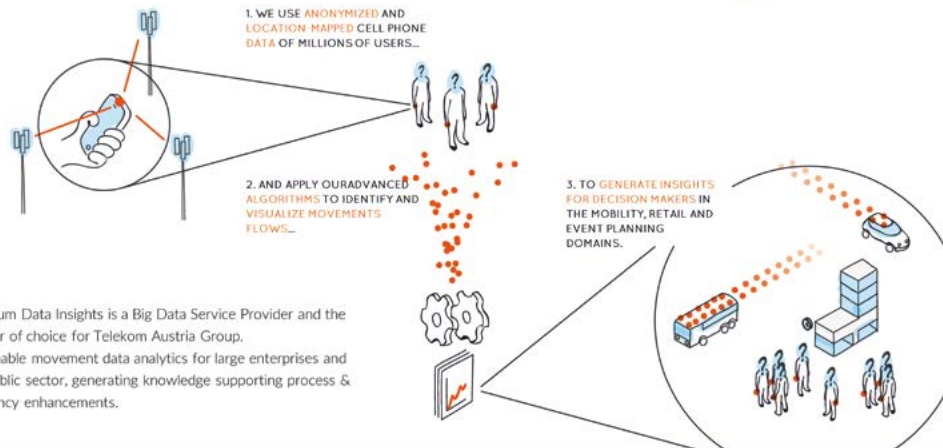 1. WE USE ANONYMIZED AND
LOCATION-MAPPED CELL PHONE
DATA OF MILLIONS OF USERS...
2. AND APPLY OURADVANCED
ALGORITHMS TO IDENTIFY AND
VISUALIZE MOVEMENTS
FLOWS...
3. TO GENERATE INSIGHTS
FOR DECISION MAKERS IN
THE MOBILITY, RETAIL AND
EVENT PLANNING
DOMAINS.
Data Insights is a Big Data Service Provider and the
of choice for Telekom Austria Group.
movement data analytics for large enterprises and
sector, generating knowledge supporting process &
enhancements.
? ? ?
? ? ? ? ? ? ?